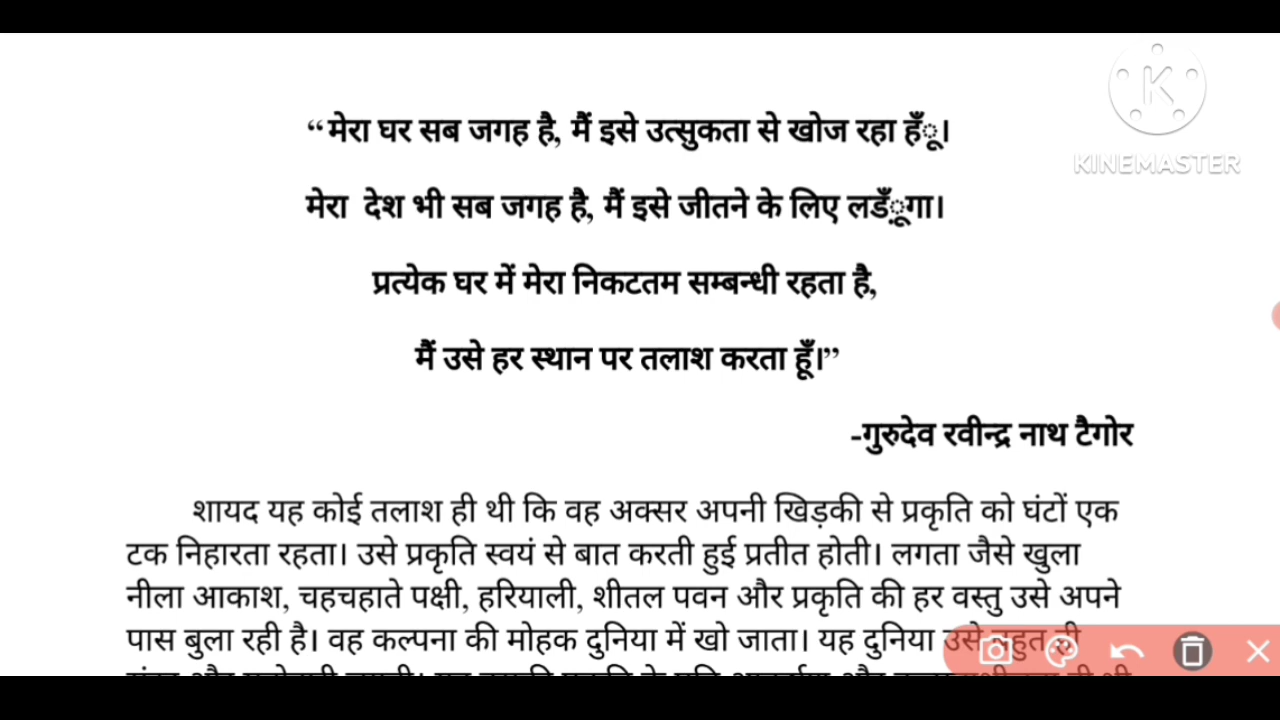 “मेरा घर सब जगह है, मैं इसे उत्सुकता से खोज रहा हँू।
KINEMASTER
मेरा देश भी सब जगह है, मैं इसे जीतने के लिए लडँ़ूगा।
प्रत्येक घर में मेरा निकटतम सम्बन्धी रहता है,
मैं उसे हर स्थान पर तलाश करता हूँ।”
-गुरुदेव रवीन्द्र नाथ टैगोर
शायद यह कोई तलाश ही थी कि वह अक्सर अपनी खिड़की से प्रकृति को घंटों एक
टक निहारता रहता। उसे प्रकृति स्वयं से बात करती हुई प्रतीत होती। लगता जैसे खुला
नीला आकाश, चहचहाते पक्षी, हरियाली, शीतल पवन और प्रकृति की हर वस्तु उसे अपने
पास बुला रही है। वह कल्पना की मोहक दुनिया में खो जाता। यह दुनिया उसे बहुत ही